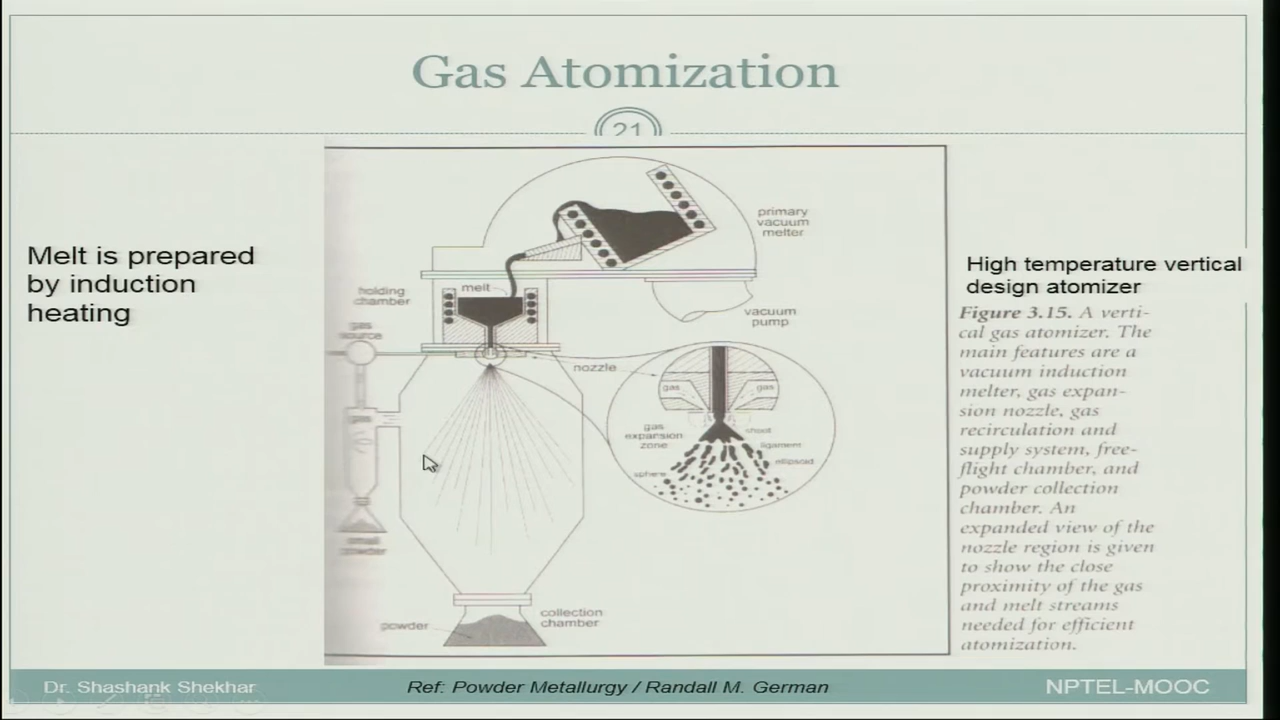 Gas Atomization
21
Melt is prepared
by induction
heating
primary
vacuum
melter
holding
chamber
melt
gas
source
vacuum
pump
nozzle
gas
gas
gas
gas
expansion
zone
sheet
ligament
ellipsoid
sphere
small
powder
powder
collection
chamber
High temperature vertical
design atomizer
Figure 3.15. A verti-
cal gas atomizer. The
main features are a
vacuum induction
melter, gas expan-
sion nozzle, gas
recirculation and
supply system, free-
flight chamber, and
powder collection
chamber. An
expanded view of the
nozzle region is given
to show the close
proximity of the gas
and melt streams
needed for efficient
atomization.
Dr. Shashank Shekhar
Ref: Powder Metallurgy / Randall M. German
NPTEL-MOOC